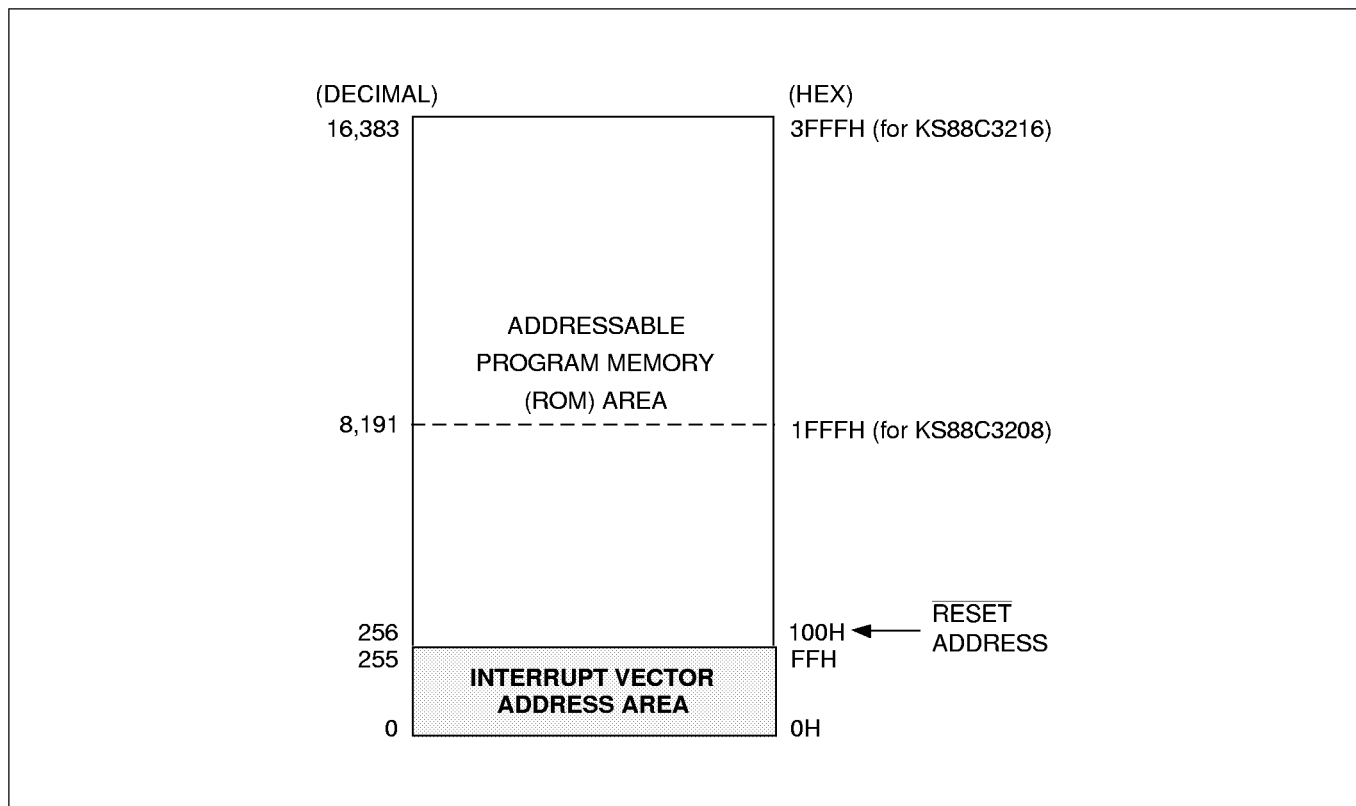 (DECIMAL)
(HEX)
16,383
3FFFH (for KS88C3216)
ADDRESSABLE
PROGRAM MEMORY
(ROM) AREA
8,191
1FFFH (for KS88C3208)
256
100H
RESET
ADDRESS
255
FFH
INTERRUPT VECTOR
ADDRESS AREA
0
0H